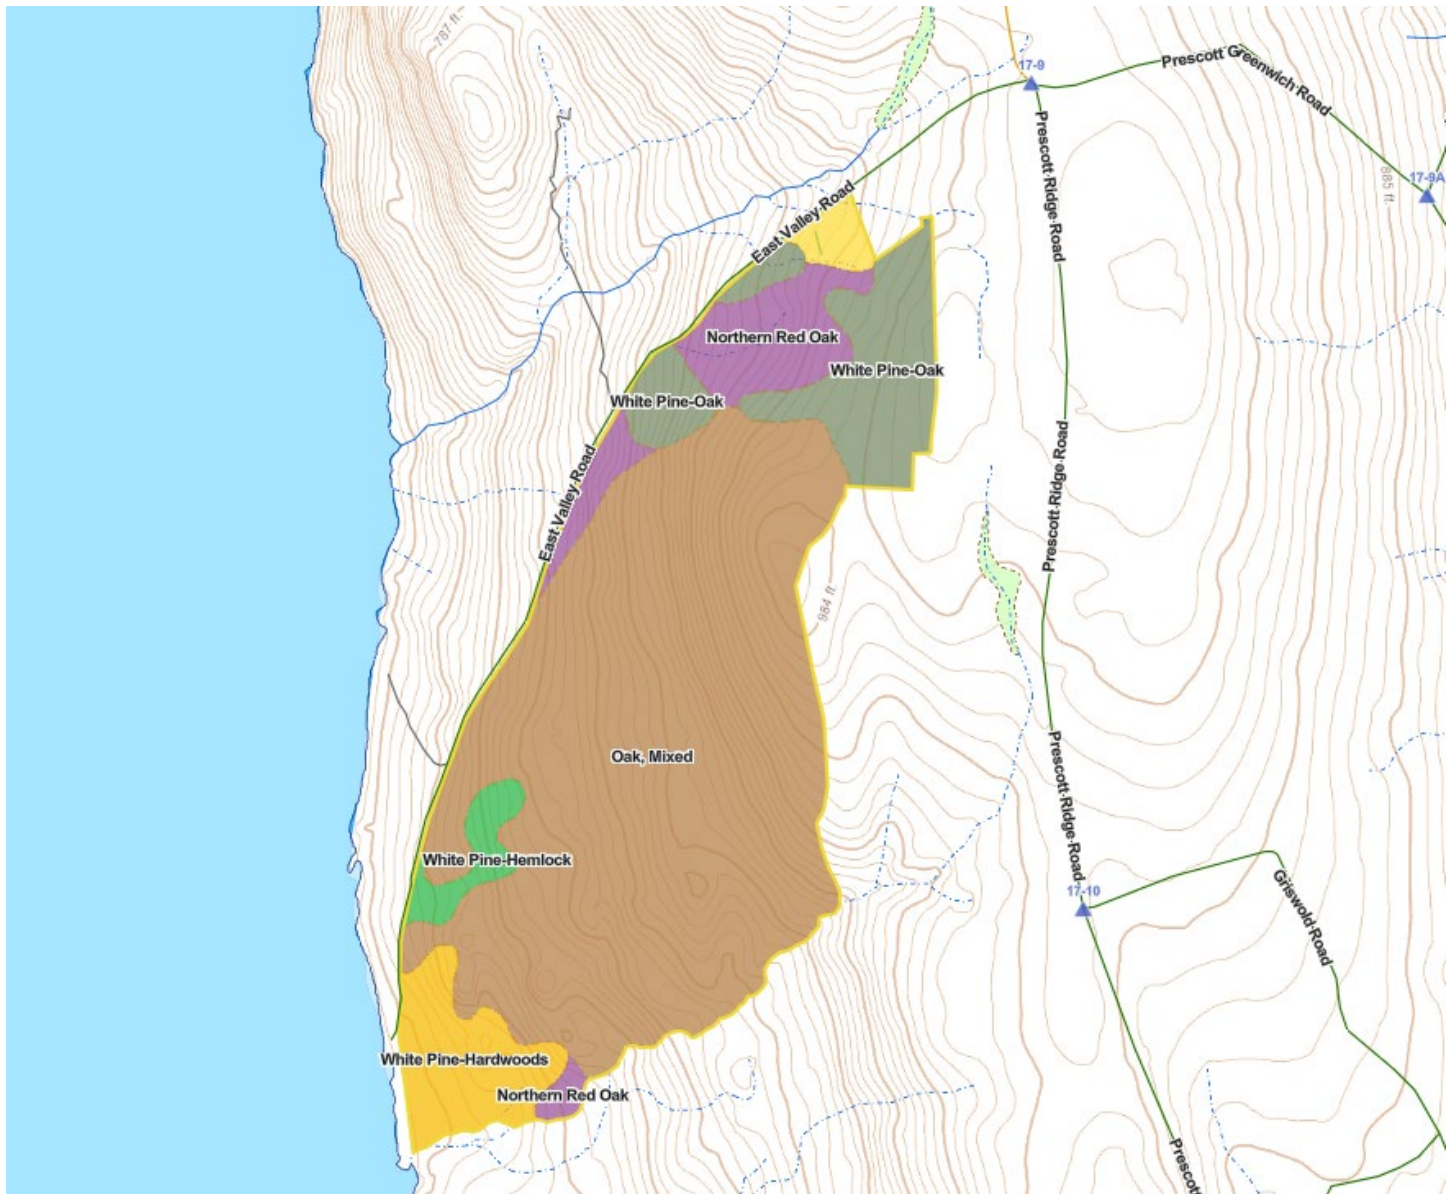 787 ft.
17-9
Prescott Greenwich Road
885 ft.
17-9A
Prescott Ridge Road
East Valley Road
Northern Red Oak
White Pine-Oak
White Pine-Oak
East Valley Road
Prescott Ridge Road
984 ft.
Oak, Mixed
Prescott Ridge Road
White Pine-Hemlock
17-10
Griswold Road
White Pine-Hardwoods
Northern Red Oak
Prescott